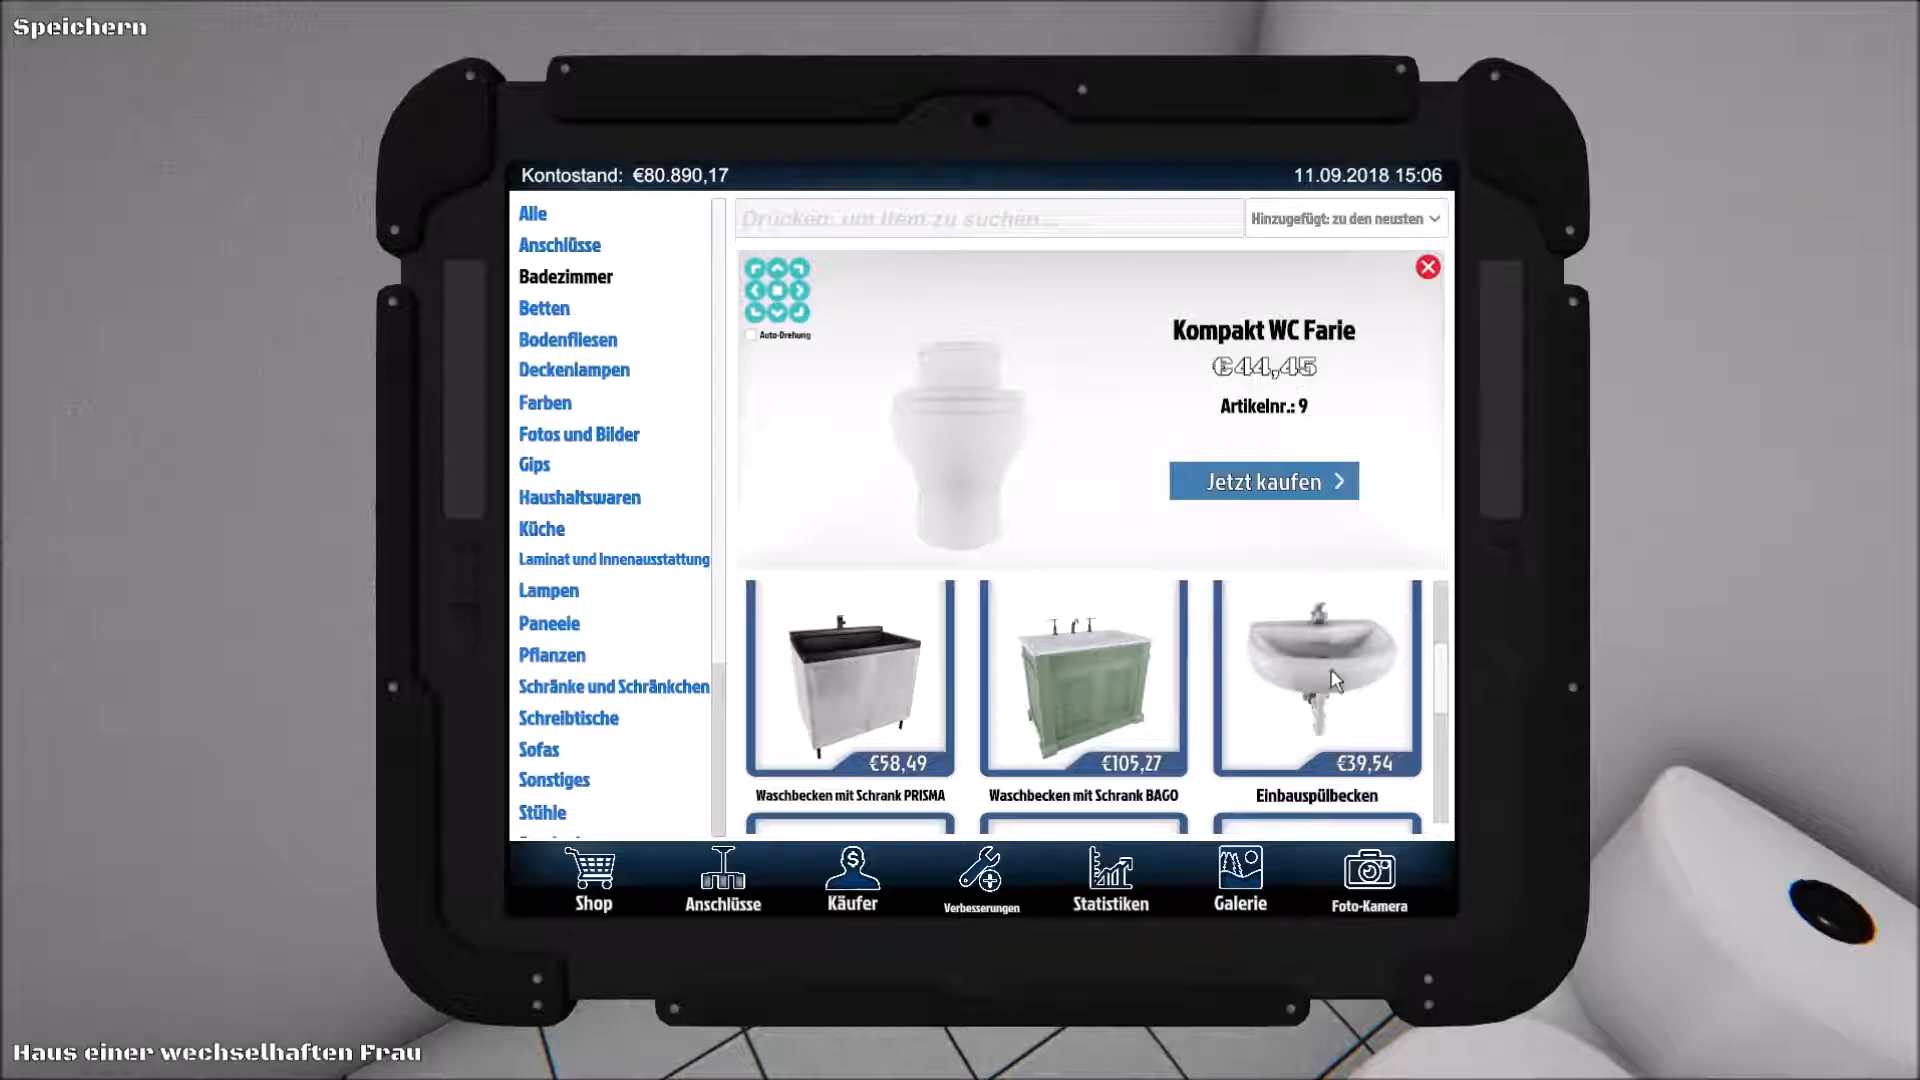 Speichern
Kontostand: €80.890,17
11.09.2018 15:06
Alle
Anschlüsse
Badezimmer
Betten
Bodenfliesen
Deckenlampen
Farben
Fotos und Bilder
Gips
Haushaltswaren
Küche
Laminat und Innenausstattung
Lampen
Paneele
Pflanzen
Schränke und Schränkchen
Schreibtische
Sofas
Sonstiges
Stühle
Drücken, um Item zu suchen...
Hinzugefügt: zu den neusten
Auto-Drehung
Kompakt WC Farie
€44,45
Artikelnr.: 9
Jetzt kaufen
€58,49
€105,27
€39,54
Waschbecken mit Schrank PRISMA
Waschbecken mit Schrank BAGO
Einbauspülbecken
Shop
Anschlüsse
Käufer
Verbesserungen
Statistiken
Galerie
Foto-Kamera
Haus einer wechselhaften Frau